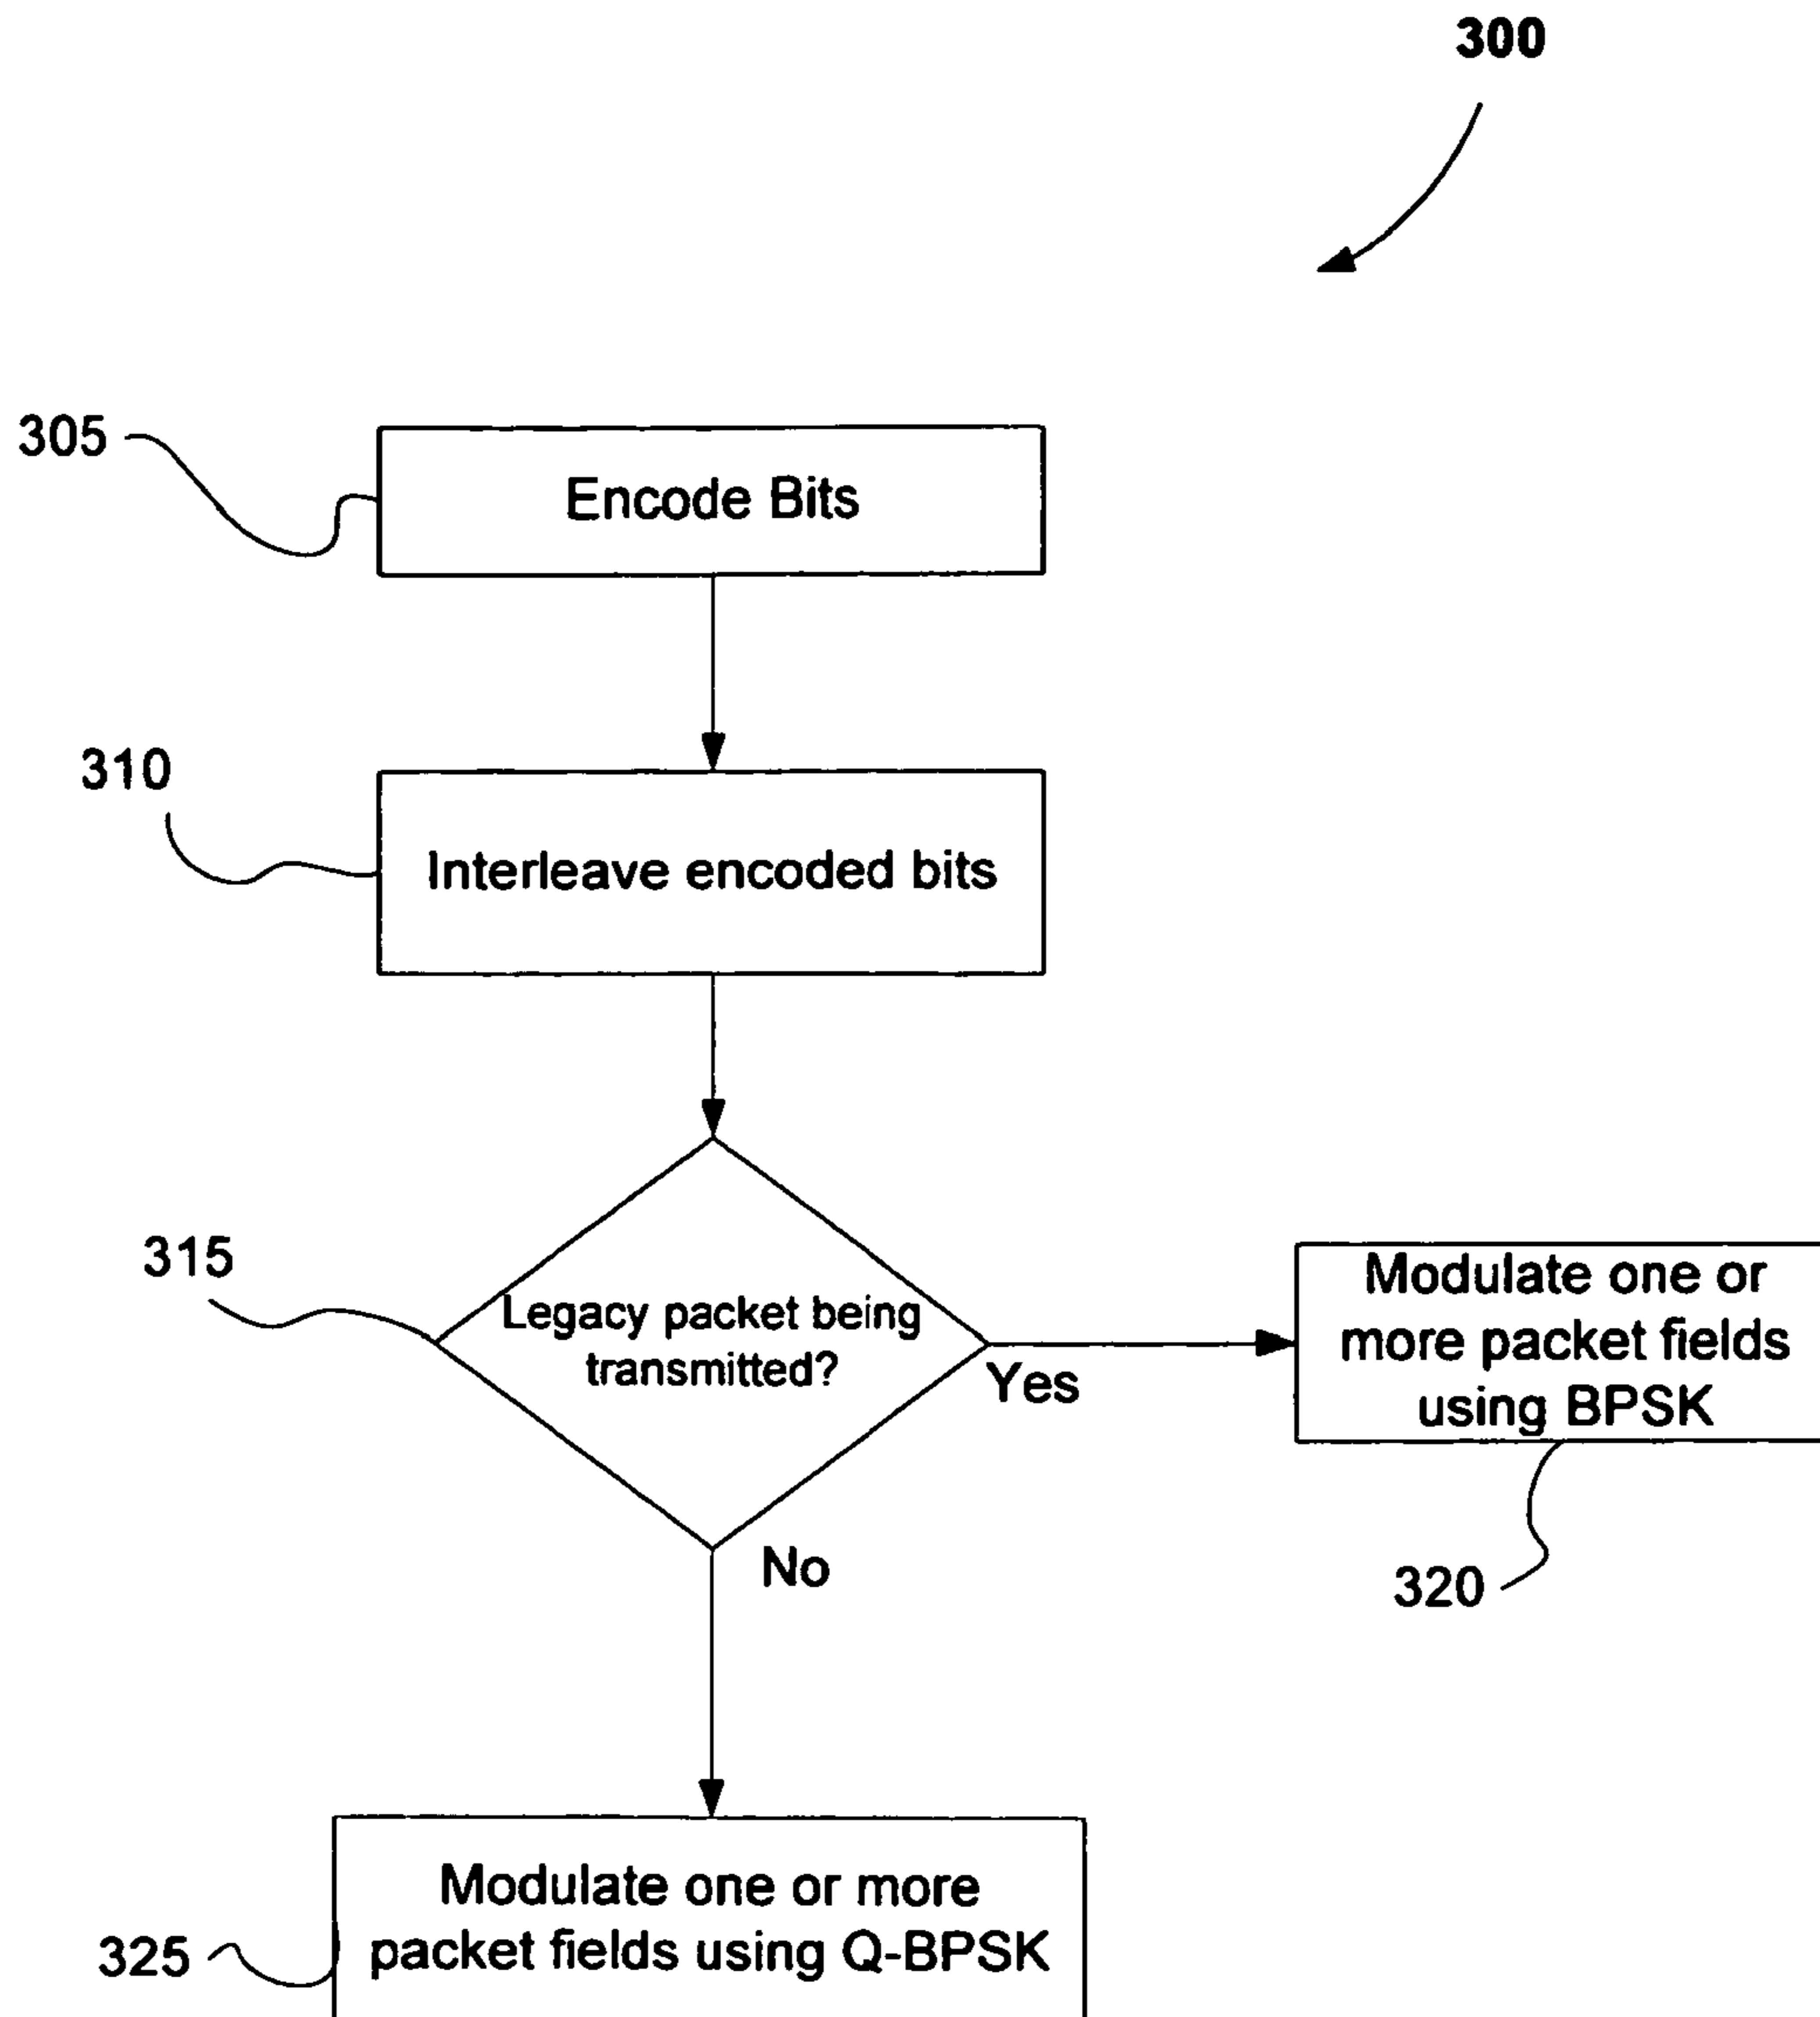 300
305
Encode Bits
310
Interleave encoded bits
315
Legacy packet being
transmitted?
Yes
Modulate one or
more packet fields
using BPSK
320
No
Modulate one or more
packet fields using Q-BPSK
325